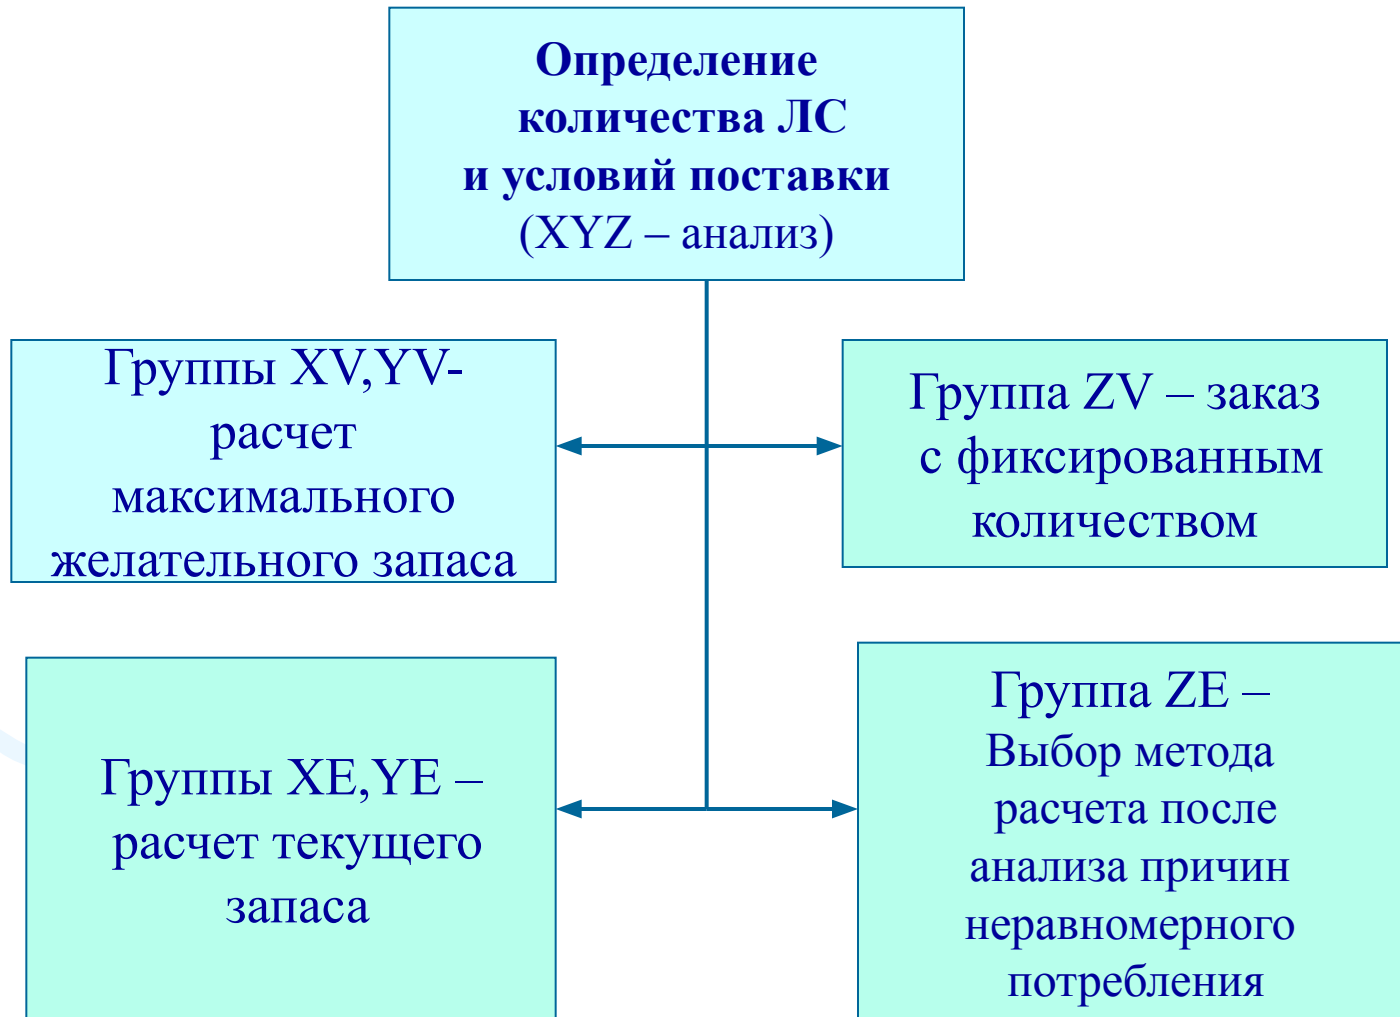 Определение
количества ЛС
и условий поставки
(XYZ – анализ)
Группы XV,YV-
расчет
максимального
желательного запаса
Группа ZV – заказ
с фиксированным
количеством
Группы XE,YE –
расчет текущего
запаса
Группа ZE –
Выбор метода
расчета после
анализа причин
неравномерного
потребления